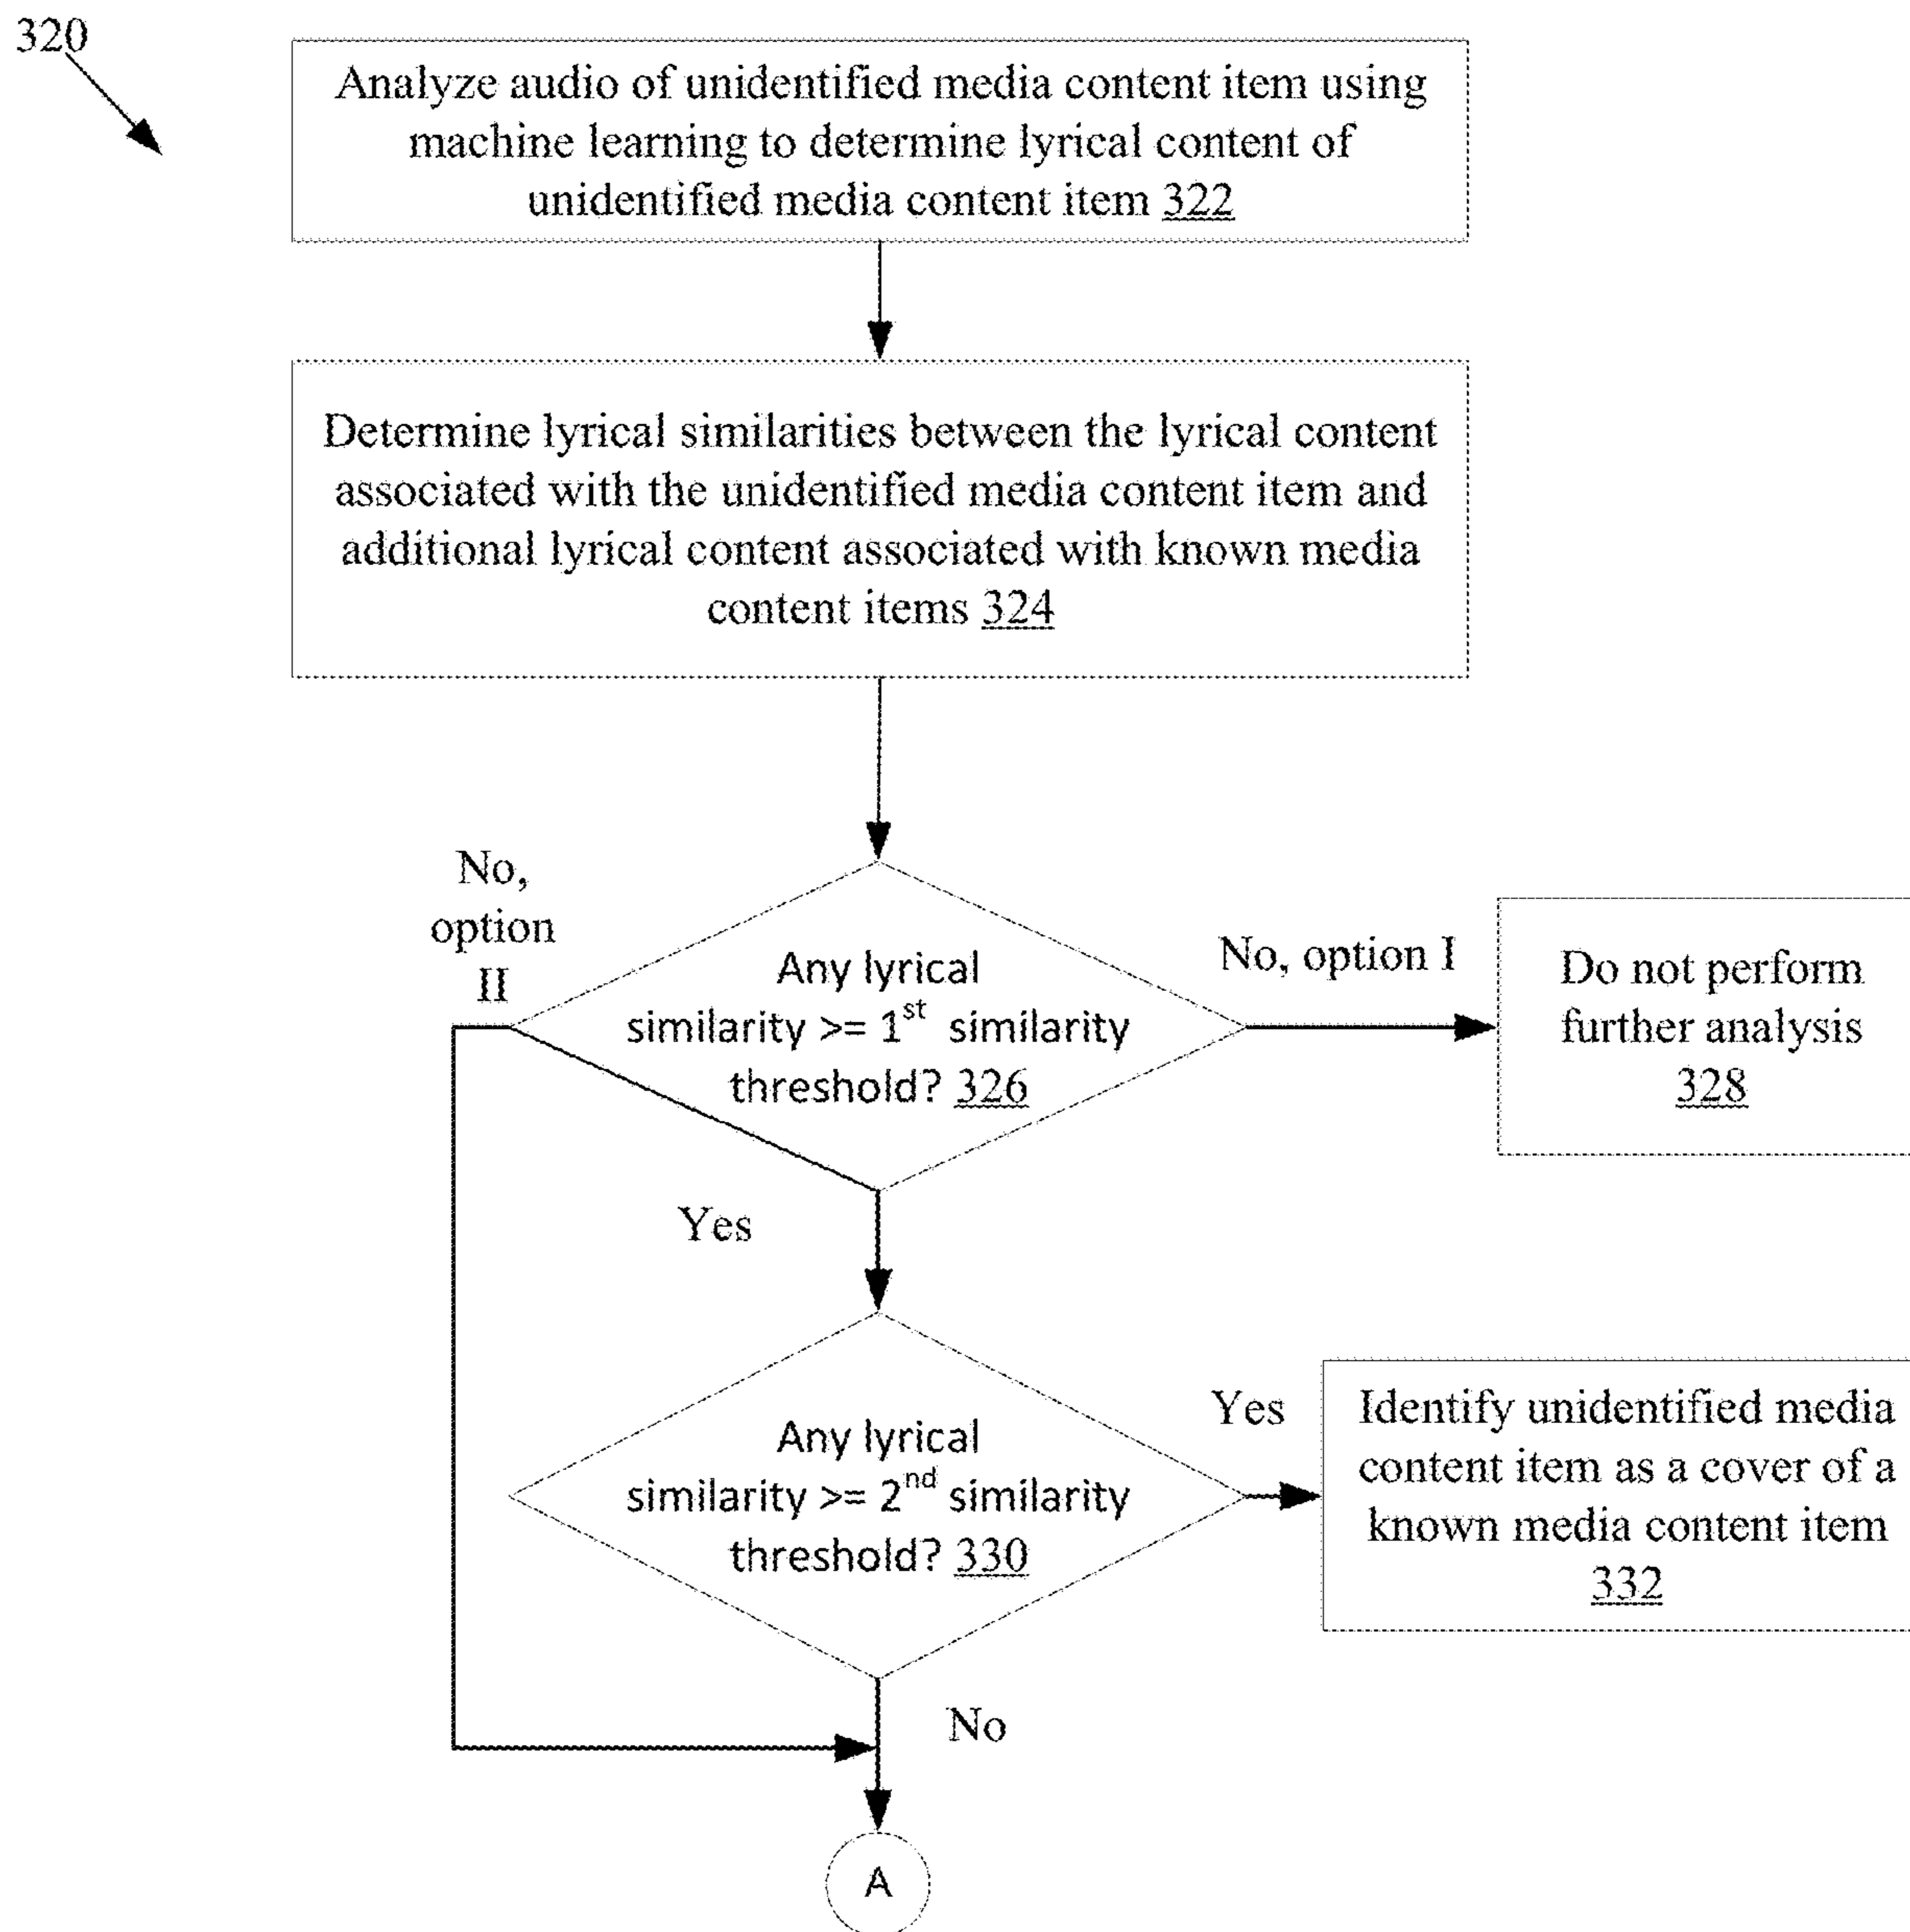 320
Analyze audio of unidentified media content item using
machine learning to determine lyrical content of
unidentified media content item 322
Determine lyrical similarities between the lyrical content
associated with the unidentified media content item and
additional lyrical content associated with known media
content items 324
No,
option
II
Any lyrical
similarity >= 1st similarity
threshold? 326
No, option I
Do not perform
further analysis
328
Yes
Any lyrical
similarity >= 2nd similarity
threshold? 330
Yes
Identify unidentified media
content item as a cover of a
known media content item
332
No
A